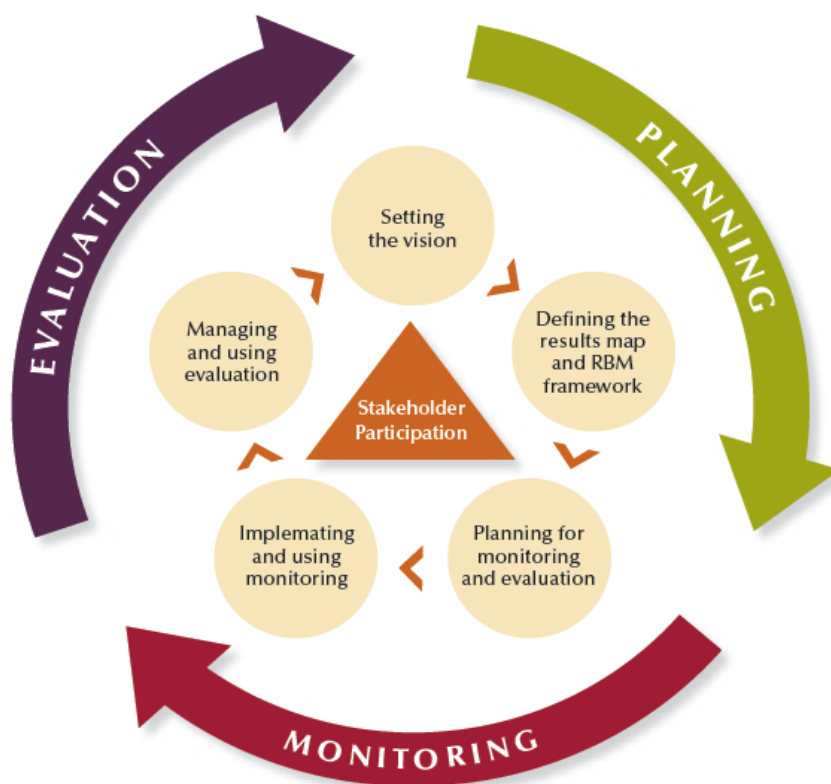 EVALUATION
PLANNING
Setting
the vision
Managing
and using
evaluation
Defining the
results map
and RBM
framework
Stakeholder
Participation
Implemating
and using
monitoring
Planning for
monitoring
and evaluation
MONITORING